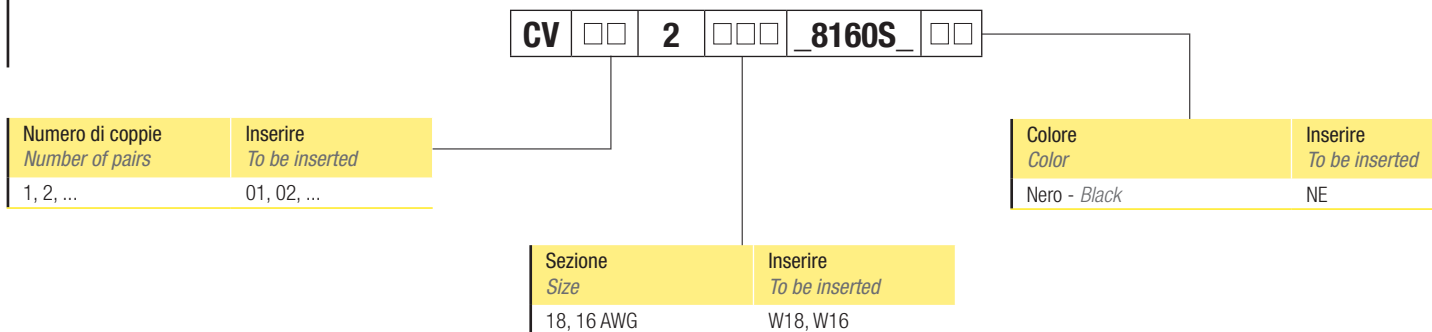 CV □□ 2 □□□ _8160S_ □□
Numero di coppie Inserire
Number of pairs To be inserted
1, 2, ... 01, 02, ...
Colore Inserire
Color To be inserted
Nero - Black NE
Sezione Inserire
Size To be inserted
18, 16 AWG W18, W16